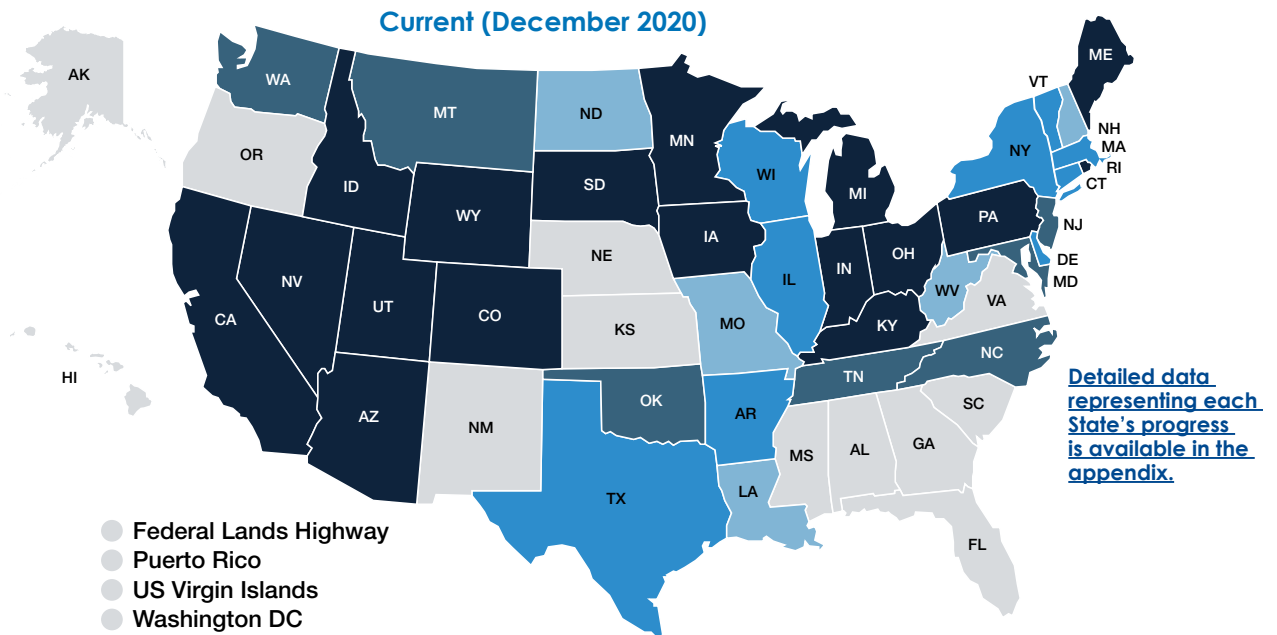 Current (December 2020)
AK
WA
MT
ND
MN
ME
VT
NH
MA
RI
CT
NY
OR
ID
SD
WI
MI
WY
IA
PA
NJ
NE
NV
UT
CO
IL
IN
OH
DE
MD
WV
VA
CA
KS
MO
KY
HI
NC
TN
AZ
NM
OK
AR
SC
MS
AL
GA
LA
TX
FL
Detailed data
representing each
State's progress
is available in the
appendix.
Federal Lands Highway
Puerto Rico
US Virgin Islands
Washington DC